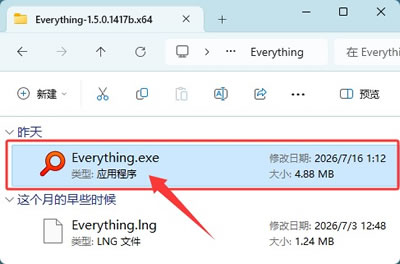 Everything-1.5.0.1417b.x64
Everything
在 Everythi
新建
预览
昨天
Everything.exe
修改日期: 2026/7/16 1:12
类型: 应用程序
大小: 4.88 MB
这个月的早些时候
Everything.lng
修改日期: 2026/7/3 12:48
类型: LNG 文件
大小: 1.24 MB